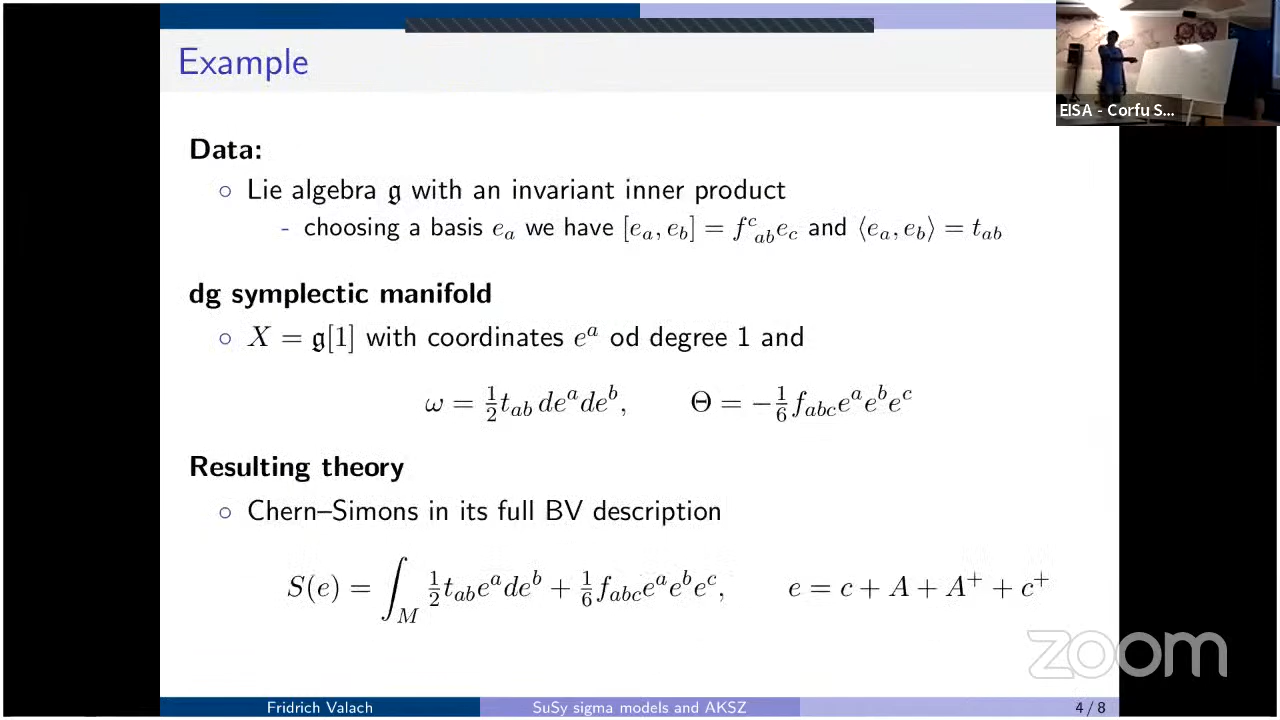 Example
EISA - Corfu S...
Data:
○ Lie algebra 𝔤 with an invariant inner product
- choosing a basis eₐ we have [e_a, e_b] = f^c_{ab} e_c and ⟨e_a, e_b⟩ = t_{ab}
dg symplectic manifold
○ X = 𝔤[1] with coordinates e^a od degree 1 and
ω = ½ t_{ab} de^a de^b, Θ = −⅙ f_{abc} e^a e^b e^c
Resulting theory
○ Chern–Simons in its full BV description
S(e) = ∫_M ½ t_{ab} e^a de^b + ⅙ f_{abc} e^a e^b e^c, e = c + A + A^+ + c^+
zoom
Fridrich Valach SuSy sigma models and AKSZ 4 / 8